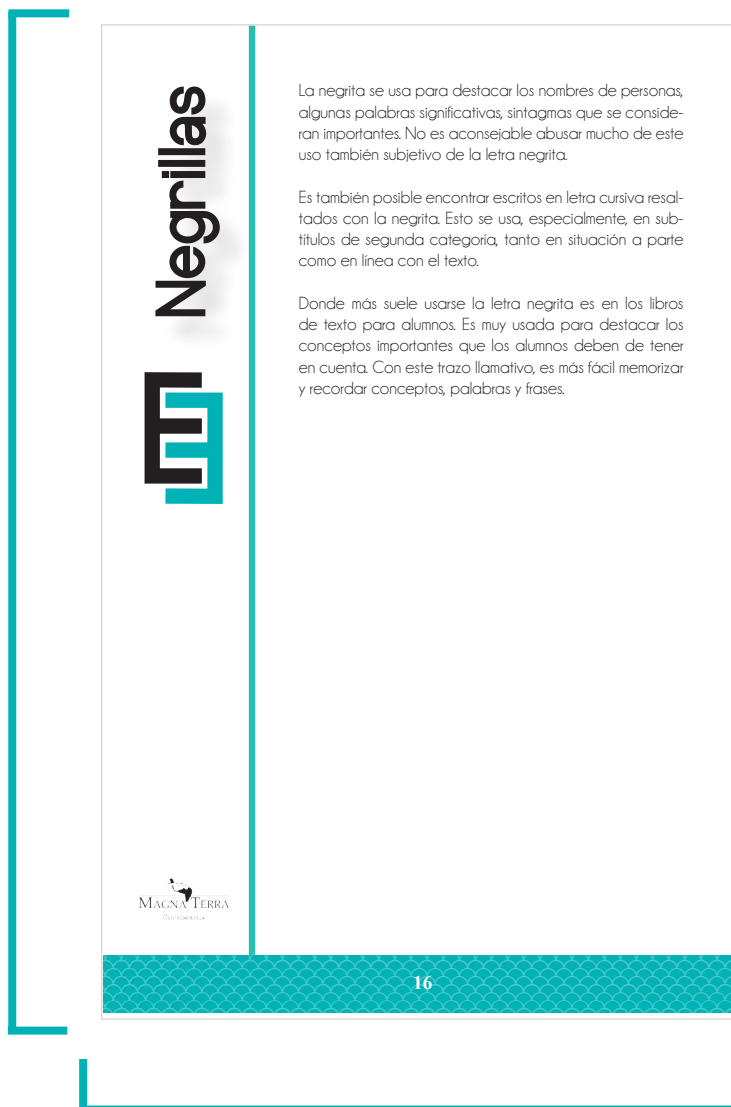 Negrillas
La negrita se usa para destacar los nombres de personas,
algunas palabras significativas, sintagmas que se conside-
ran importantes. No es aconsejable abusar mucho de este
uso también subjetivo de la letra negrita.
Es también posible encontrar escritos en letra cursiva resal-
tados con la negrita. Esto se usa, especialmente, en sub-
títulos de segunda categoría, tanto en situación a parte
como en línea con el texto.
Donde más suele usarse la letra negrita es en los libros
de texto para alumnos. Es muy usada para destacar los
conceptos importantes que los alumnos deben de tener
en cuenta. Con este trazo llamativo, es más fácil memorizar
y recordar conceptos, palabras y frases.
MAGNA TERRA
CENTROAMÉRICA
16